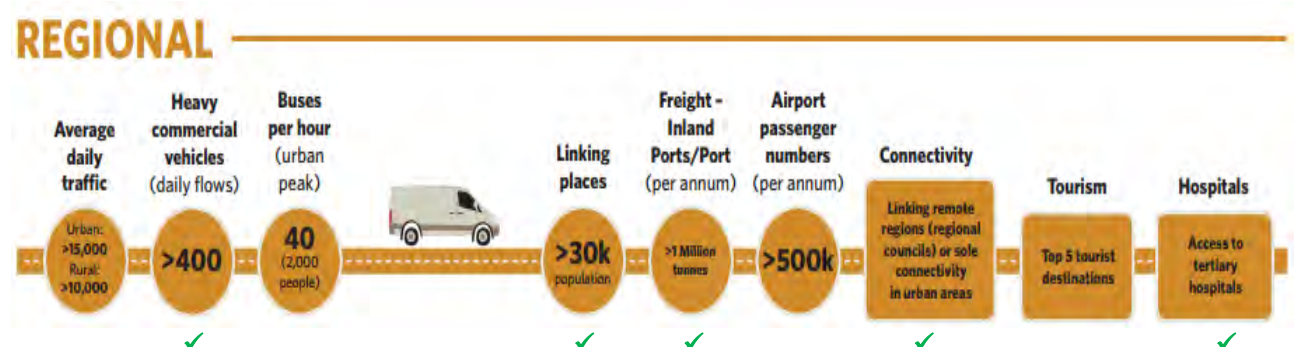 REGIONAL
Average
daily
traffic
Urban:
>15,000
Rural:
>10,000
Heavy
commercial
vehicles
(daily flows)
>400
Buses
per hour
(urban
peak)
40
(2,000
people)
Linking
places
>30k
population
Freight -
Inland
Ports/Port
(per annum)
>1 Million
tonnes
Airport
passenger
numbers
(per annum)
>500k
Connectivity
Linking remote
regions (regional
councils) or sole
connectivity
in urban areas
Tourism
Top 5 tourist
destinations
Hospitals
Access to
tertiary
hospitals